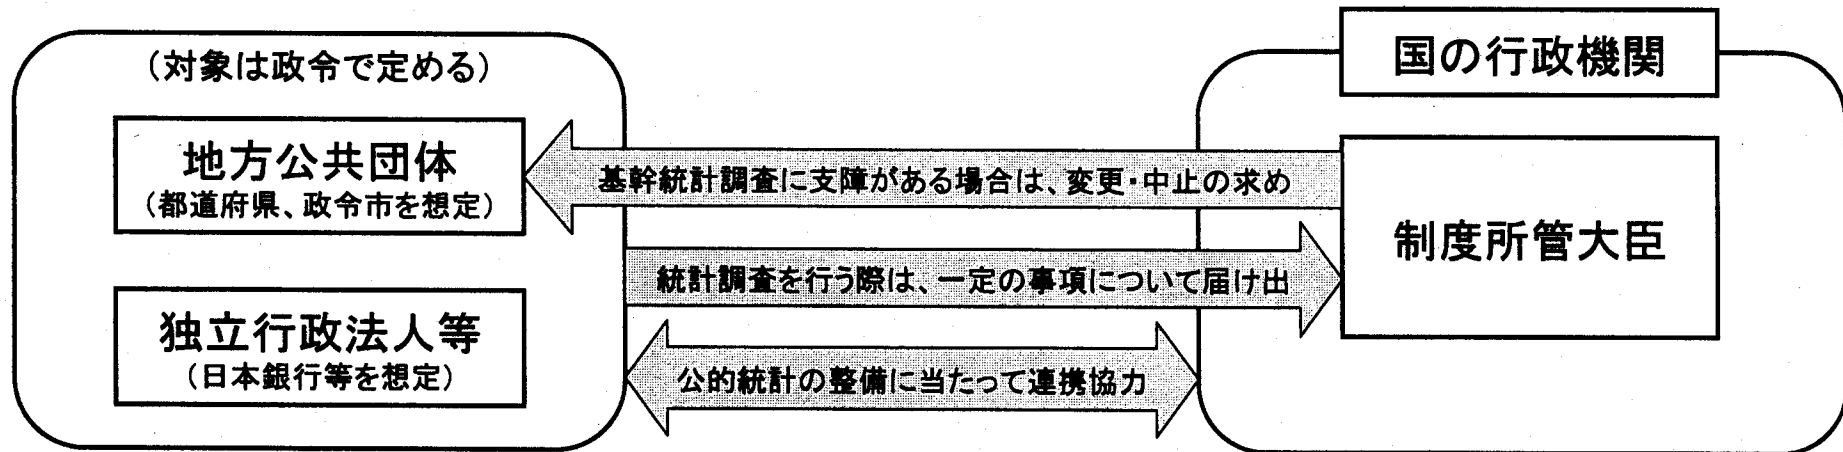 (対象は政令で定める)
地方公共団体
(都道府県、政令市を想定)
独立行政法人等
(日本銀行等を想定)
基幹統計調査に支障がある場合は、変更・中止の求め
統計調査を行う際は、一定の事項について届け出
公的統計の整備に当たって連携協力
国の行政機関
制度所管大臣